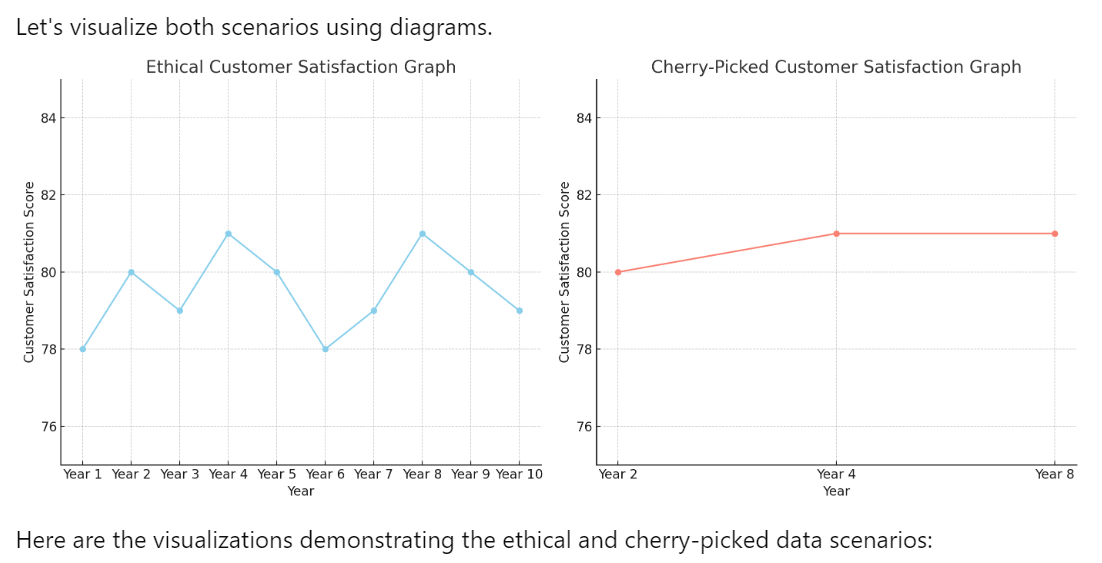 Let's visualize both scenarios using diagrams.
Ethical Customer Satisfaction Graph
Customer Satisfaction Score
84
82
80
78
76
Year 1 Year 2 Year 3 Year 4 Year 5 Year 6 Year 7 Year 8 Year 9 Year 10
Year
Cherry-Picked Customer Satisfaction Graph
Customer Satisfaction Score
84
82
80
78
76
Year 2 Year 4 Year 8
Year
Here are the visualizations demonstrating the ethical and cherry-picked data scenarios: